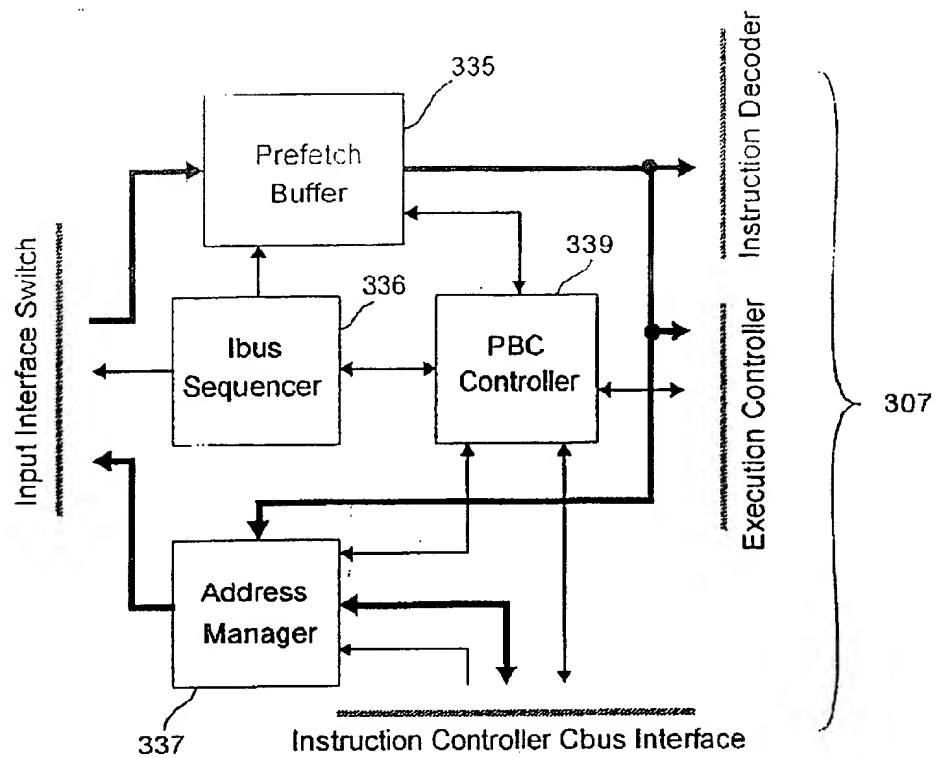 335
Prefetch
Buffer
Instruction Decoder
339
336
Input Interface Switch
Ibus
Sequencer
PBC
Controller
Execution Controller
307
Address
Manager
337
Instruction Controller Cbus Interface